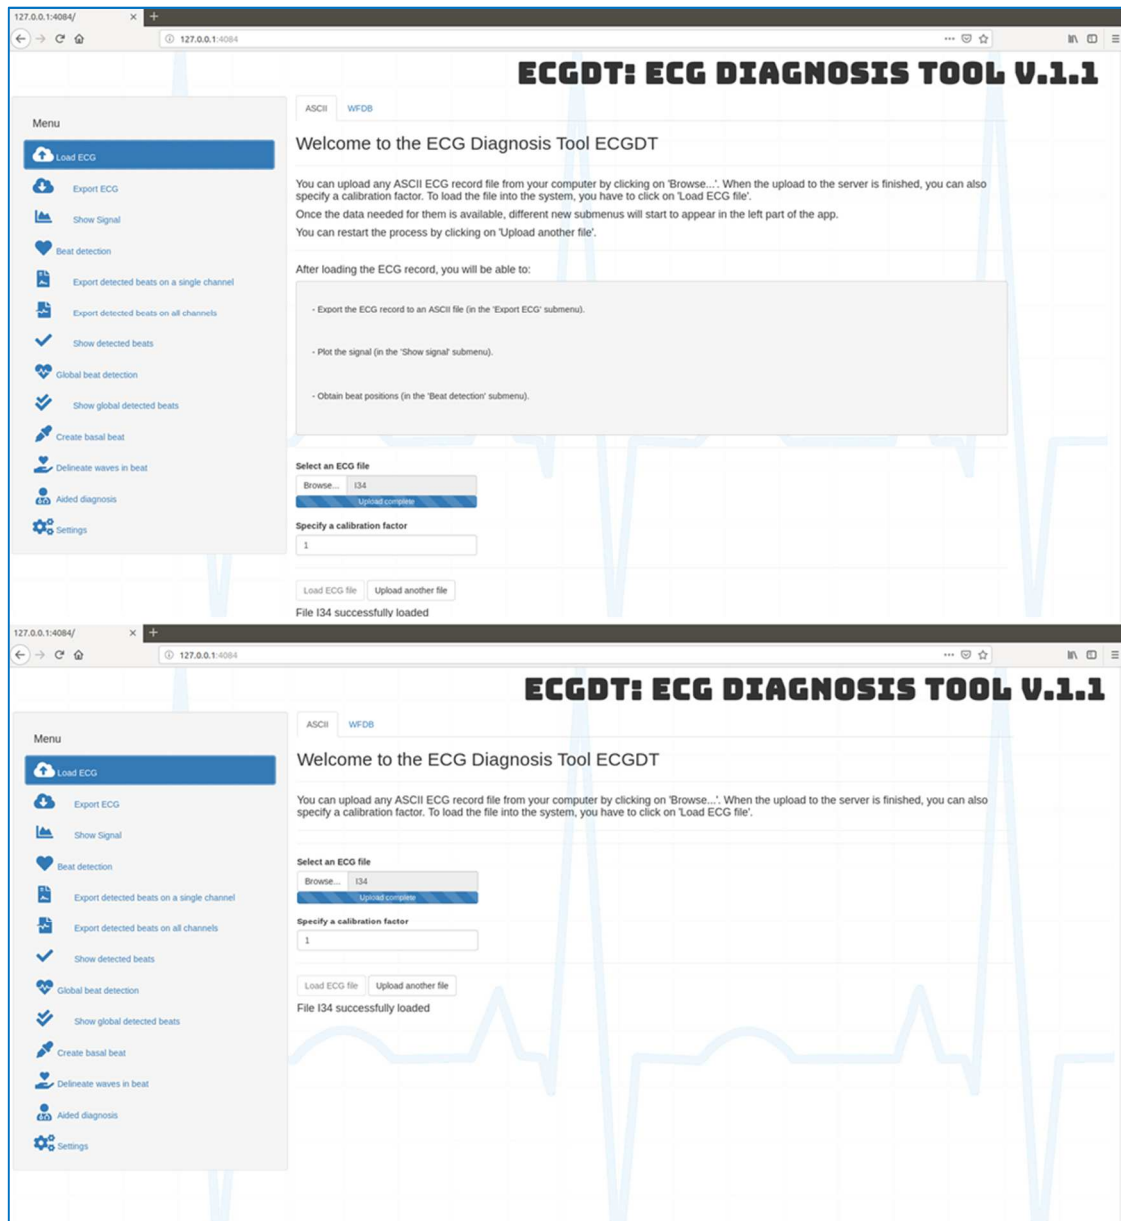 127.0.0.1:4084/
127.0.0.1:4084
ECGDT: ECG DIAGNOSIS TOOL V.1.1
Menu
Load ECG
Export ECG
Show Signal
Beat detection
Export detected beats on a single channel
Export detected beats on all channels
Show detected beats
Global beat detection
Show global detected beats
Create basal beat
Delineate waves in beat
Aided diagnosis
Settings
ASCII WFDB
Welcome to the ECG Diagnosis Tool ECGDT
You can upload any ASCII ECG record file from your computer by clicking on 'Browse...'. When the upload to the server is finished, you can also
specify a calibration factor. To load the file into the system, you have to click on 'Load ECG file'.
Once the data needed for them is available, different new submenus will start to appear in the left part of the app.
You can restart the process by clicking on 'Upload another file'.
After loading the ECG record, you will be able to:
- Export the ECG record to an ASCII file (in the 'Export ECG' submenu).
- Plot the signal (in the 'Show signal' submenu).
- Obtain beat positions (in the 'Beat detection' submenu).
Select an ECG file
Browse... I34
Upload complete
Specify a calibration factor
1
Load ECG file Upload another file
File I34 successfully loaded
127.0.0.1:4084/
127.0.0.1:4084
ECGDT: ECG DIAGNOSIS TOOL V.1.1
Menu
Load ECG
Export ECG
Show Signal
Beat detection
Export detected beats on a single channel
Export detected beats on all channels
Show detected beats
Global beat detection
Show global detected beats
Create basal beat
Delineate waves in beat
Aided diagnosis
Settings
ASCII WFDB
Welcome to the ECG Diagnosis Tool ECGDT
You can upload any ASCII ECG record file from your computer by clicking on 'Browse...'. When the upload to the server is finished, you can also
specify a calibration factor. To load the file into the system, you have to click on 'Load ECG file'.
Select an ECG file
Browse... I34
Upload complete
Specify a calibration factor
1
Load ECG file Upload another file
File I34 successfully loaded